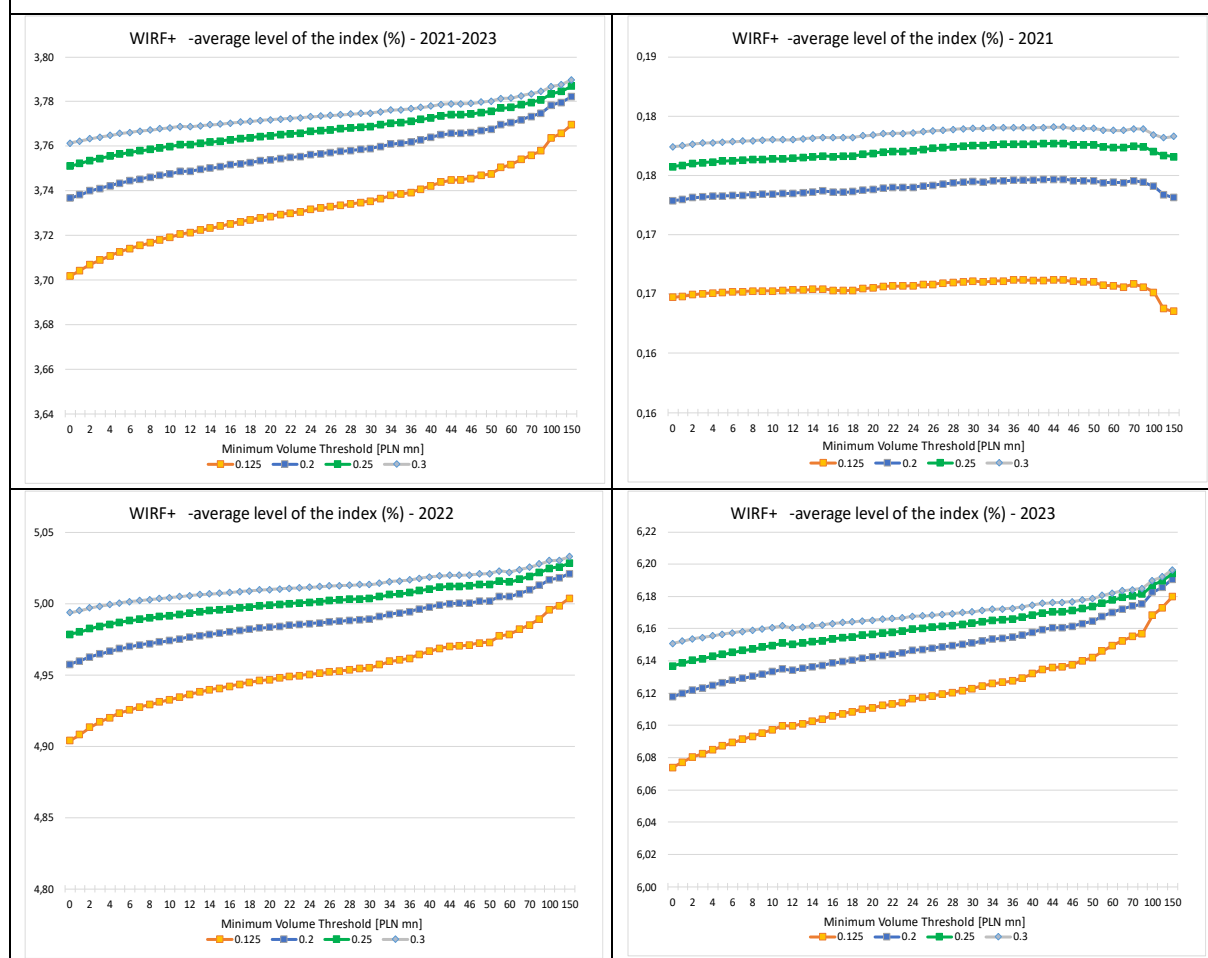 WIRF+ -average level of the index (%) - 2021-2023
3,80
3,78
3,76
3,74
3,72
3,70
3,68
3,66
3,64
0 2 4 6 8 10 12 14 16 18 20 22 24 26 28 30 34 36 40 44 46 50 60 70 100 150
Minimum Volume Threshold [PLN mn]
0.125 0.2 0.25 0.3
WIRF+ -average level of the index (%) - 2021
0,19
0,18
0,18
0,17
0,17
0,16
0,16
0 2 4 6 8 10 12 14 16 18 20 22 24 26 28 30 34 36 40 44 46 50 60 70 100 150
Minimum Volume Threshold [PLN mn]
0.125 0.2 0.25 0.3
WIRF+ -average level of the index (%) - 2022
5,05
5,00
4,95
4,90
4,85
4,80
0 2 4 6 8 10 12 14 16 18 20 22 24 26 28 30 34 36 40 44 46 50 60 70 100 150
Minimum Volume Threshold [PLN mn]
0.125 0.2 0.25 0.3
WIRF+ -average level of the index (%) - 2023
6,22
6,20
6,18
6,16
6,14
6,12
6,10
6,08
6,06
6,04
6,02
6,00
0 2 4 6 8 10 12 14 16 18 20 22 24 26 28 30 34 36 40 44 46 50 60 70 100 150
Minimum Volume Threshold [PLN mn]
0.125 0.2 0.25 0.3